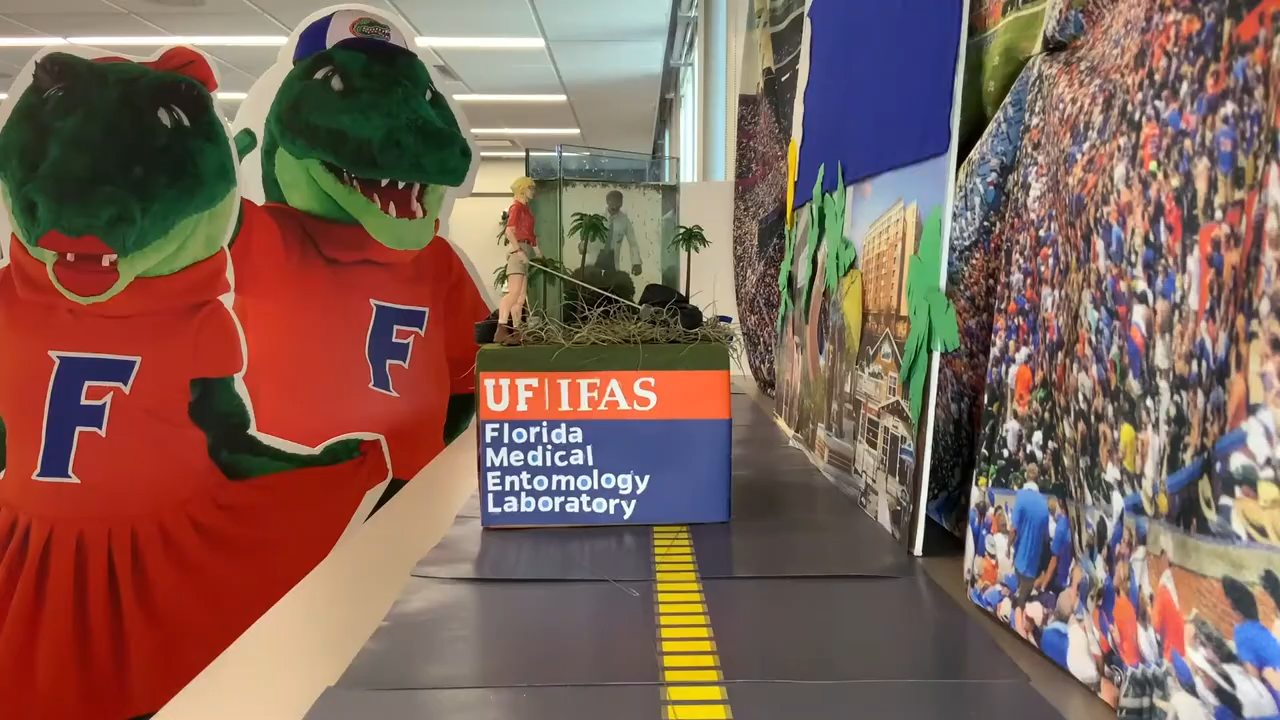 F
F
UF|IFAS
Florida
Medical
Entomology
Laboratory